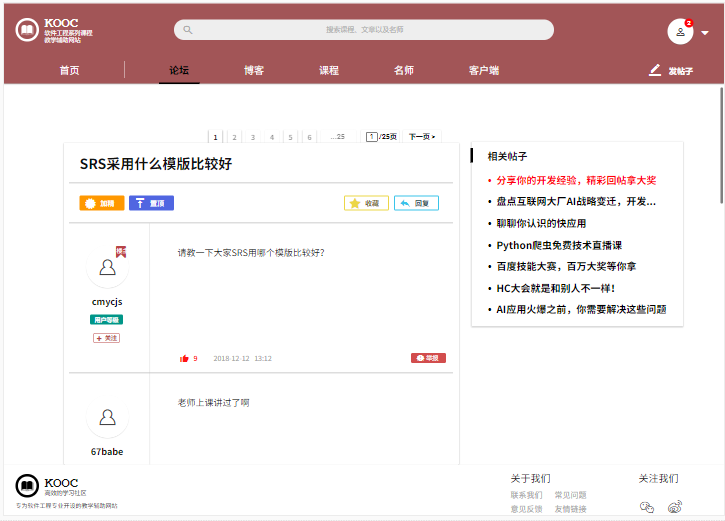 KOOC
软件工程系列课程
教学辅助网站
搜索课程、文章以及名师
2
首页 论坛 博客 课程 名师 客户端 发帖子
1 2 3 4 5 6 ...25 1 /25页 下一页 >
SRS采用什么模版比较好
加精 置顶 收藏 回复
请教一下大家SRS用哪个模版比较好?
cmycjs
用户等级
+ 关注
9 2018-12-12 13:12 举报
老师上课讲过了啊
67babe
相关帖子
• 分享你的开发经验，精彩回帖拿大奖
• 盘点互联网大厂AI战略变迁，开发...
• 聊聊你认识的快应用
• Python爬虫免费技术直播课
• 百度技能大赛，百万大奖等你拿
• HC大会就是和别人不一样！
• AI应用火爆之前，你需要解决这些问题
KOOC
高效的学习社区
专为软件工程专业开设的教学辅助网站
关于我们
联系我们 常见问题
意见反馈 友情链接
关注我们